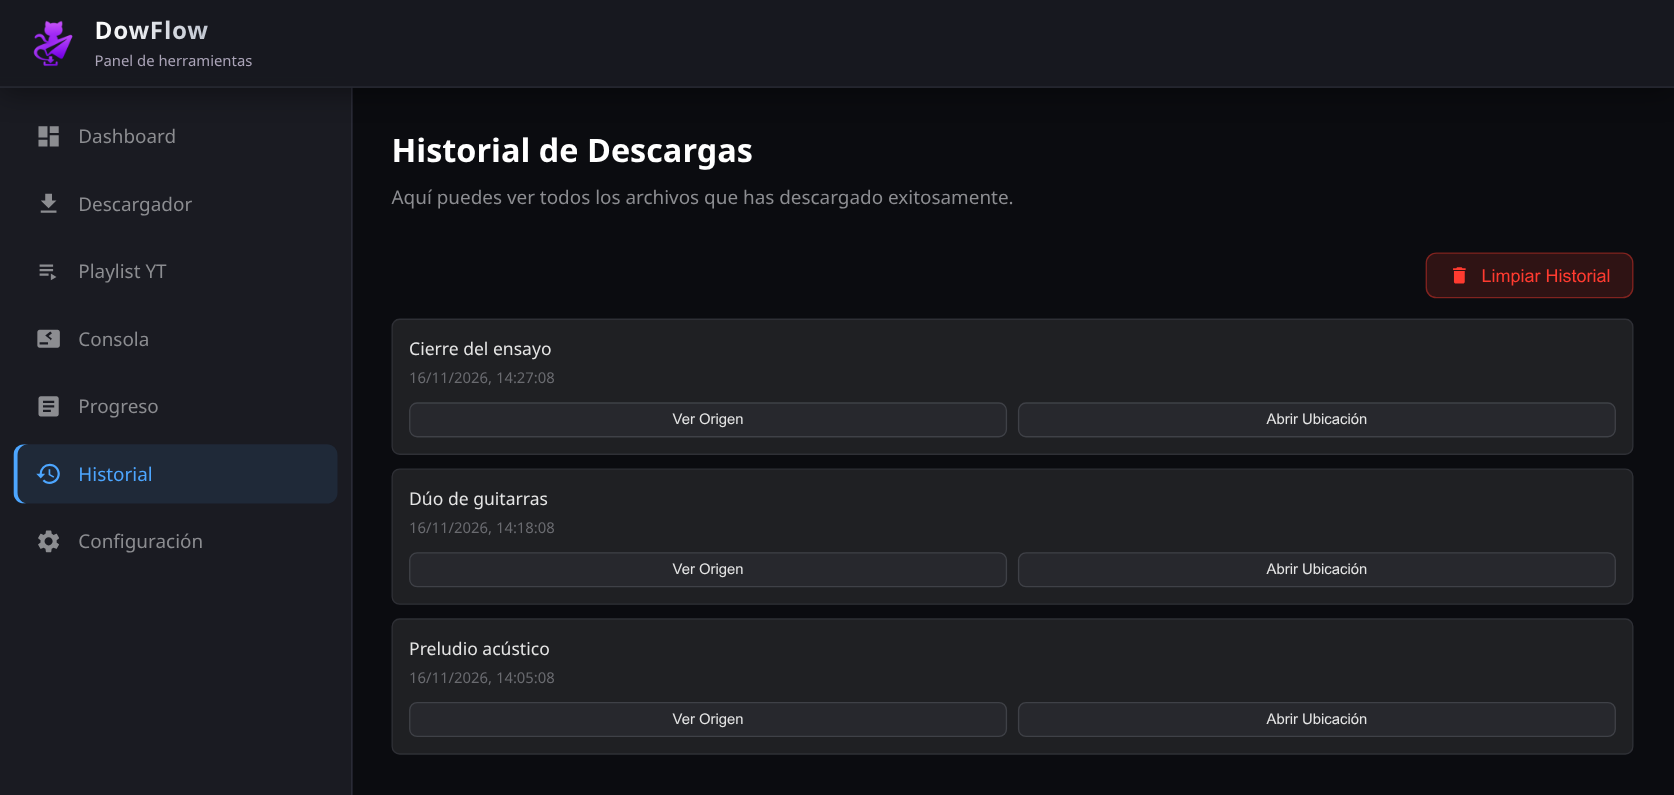 DowFlow
Panel de herramientas
Dashboard
Descargador
Playlist YT
Consola
Progreso
Historial
Configuración
Historial de Descargas
Aquí puedes ver todos los archivos que has descargado exitosamente.
Limpiar Historial
Cierre del ensayo
16/11/2026, 14:27:08
Ver Origen
Abrir Ubicación
Dúo de guitarras
16/11/2026, 14:18:08
Ver Origen
Abrir Ubicación
Preludio acústico
16/11/2026, 14:05:08
Ver Origen
Abrir Ubicación